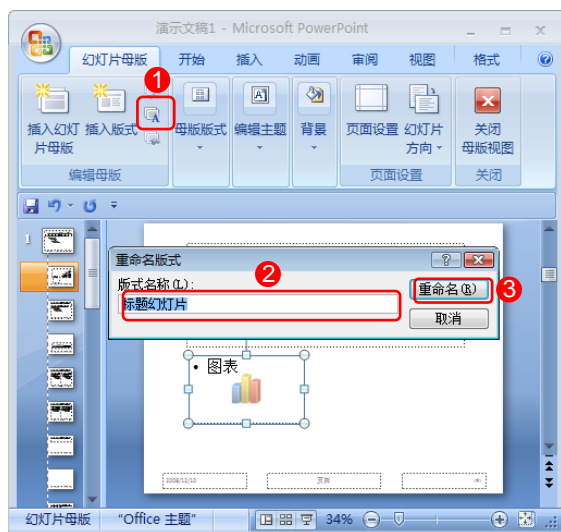 演示文稿1 - Microsoft PowerPoint
幻灯片母版 开始 插入 动画 审阅 视图 格式
1
插入幻灯片母版
插入版式
母版版式
编辑主题
背景
页面设置
幻灯片方向
关闭母版视图
编辑母版
页面设置
关闭
1
重命名版式
2
版式名称(L):
标题幻灯片
重命名(R)
3
取消
• 图表
2008/12/10
页脚
‹#›
幻灯片母版 "Office 主题" 34%